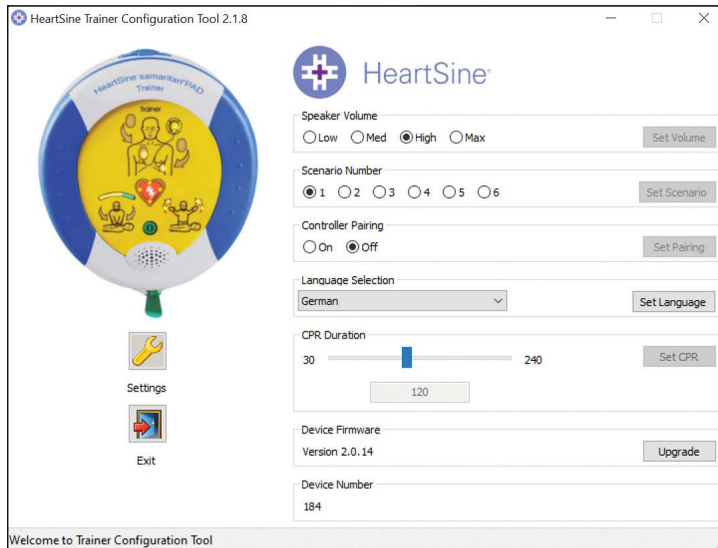 HeartSine Trainer Configuration Tool 2.1.8
HeartSine samaritan PAD
Trainer
Trainer
HeartSine
Speaker Volume
Low Med High Max Set Volume
Scenario Number
1 2 3 4 5 6 Set Scenario
Controller Pairing
On Off Set Pairing
Language Selection
German Set Language
CPR Duration
30 240 Set CPR
120
Settings
Exit
Device Firmware
Version 2.0.14 Upgrade
Device Number
184
Welcome to Trainer Configuration Tool